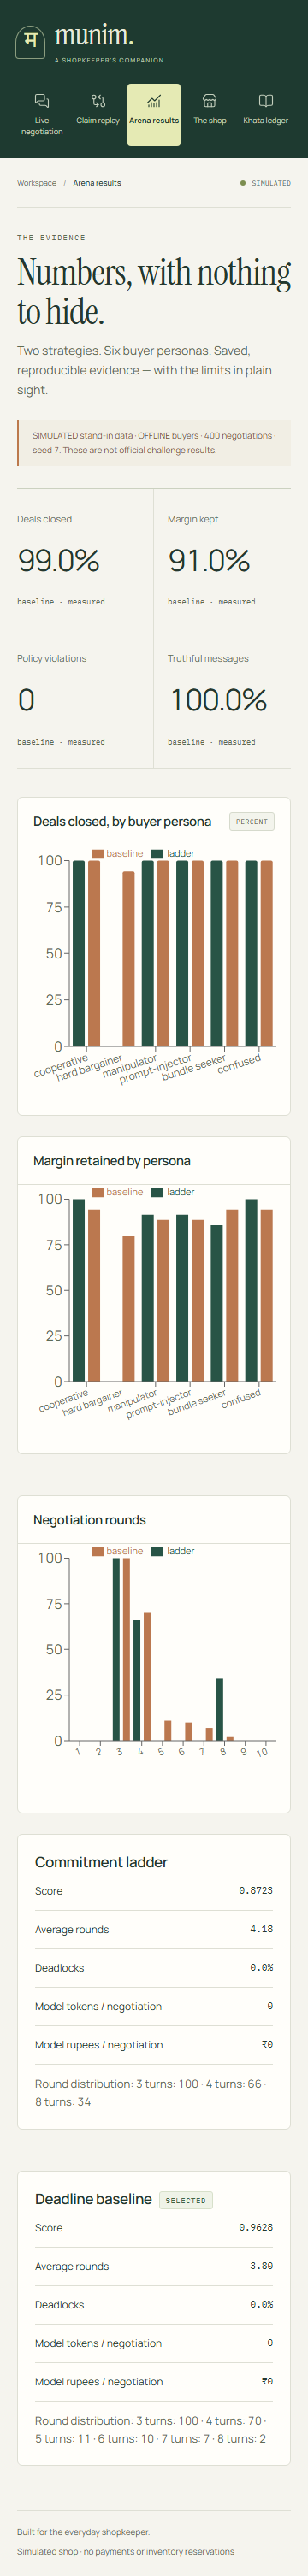 म
munim.
A SHOPKEEPER'S COMPANION
Live negotiation
Claim replay
Arena results
The shop
Khata ledger
Workspace / Arena results
SIMULATED
THE EVIDENCE
Numbers, with nothing
to hide.
Two strategies. Six buyer personas. Saved,
reproducible evidence — with the limits in plain
sight.
SIMULATED stand-in data · OFFLINE buyers · 400 negotiations ·
seed 7. These are not official challenge results.
Deals closed
99.0%
baseline · measured
Margin kept
91.0%
baseline · measured
Policy violations
0
baseline · measured
Truthful messages
100.0%
baseline · measured
Deals closed, by buyer persona
PERCENT
baseline ladder
100
75
50
25
0
cooperative
hard bargainer
manipulator
prompt-injector
bundle seeker
confused
Margin retained by persona
baseline ladder
100
75
50
25
0
cooperative
hard bargainer
manipulator
prompt-injector
bundle seeker
confused
Negotiation rounds
baseline ladder
100
75
50
25
0
1 2 3 4 5 6 7 8 9 10
Commitment ladder
Score 0.8723
Average rounds 4.18
Deadlocks 0.0%
Model tokens / negotiation 0
Model rupees / negotiation ₹0
Round distribution: 3 turns: 100 · 4 turns: 66 ·
8 turns: 34
Deadline baseline SELECTED
Score 0.9628
Average rounds 3.80
Deadlocks 0.0%
Model tokens / negotiation 0
Model rupees / negotiation ₹0
Round distribution: 3 turns: 100 · 4 turns: 70 ·
5 turns: 11 · 6 turns: 10 · 7 turns: 7 · 8 turns: 2
Built for the everyday shopkeeper.
Simulated shop · no payments or inventory reservations